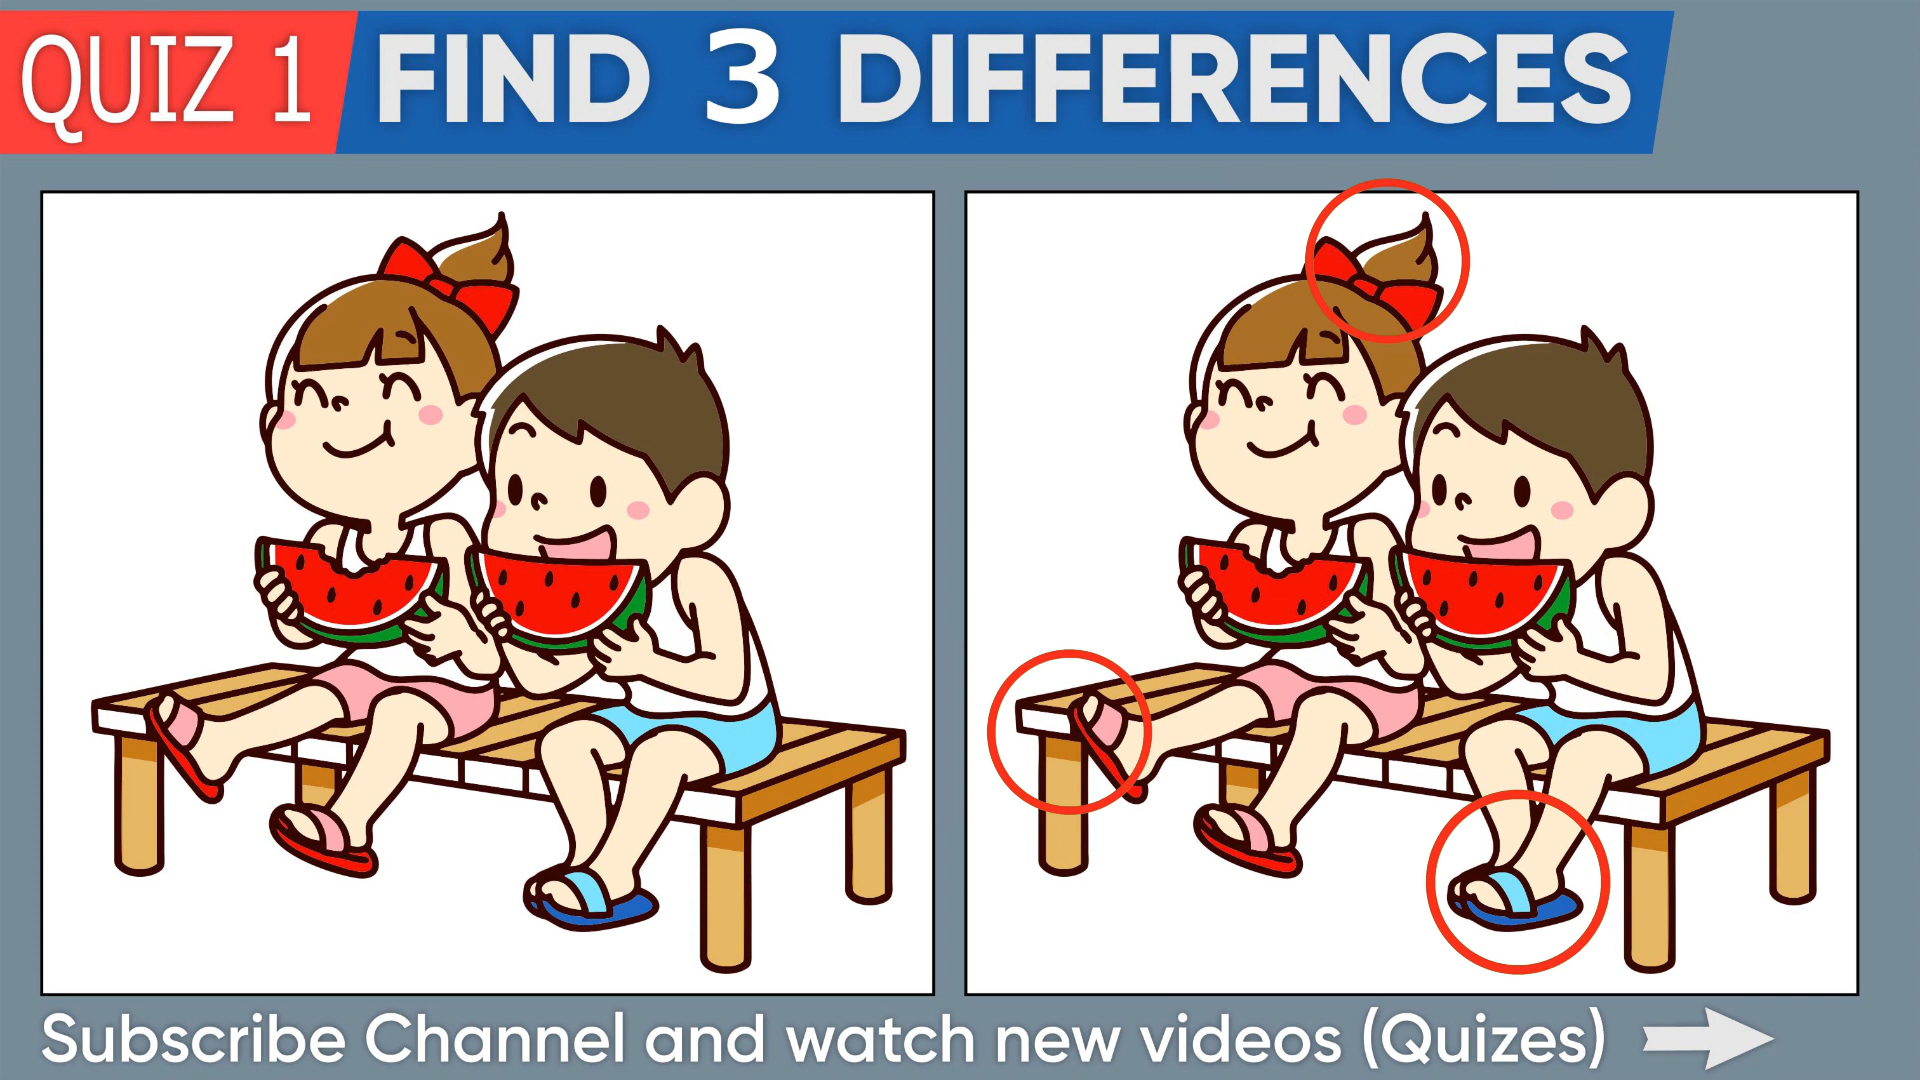 QUIZ 1 FIND 3 DIFFERENCES
Subscribe Channel and watch new videos (Quizes)